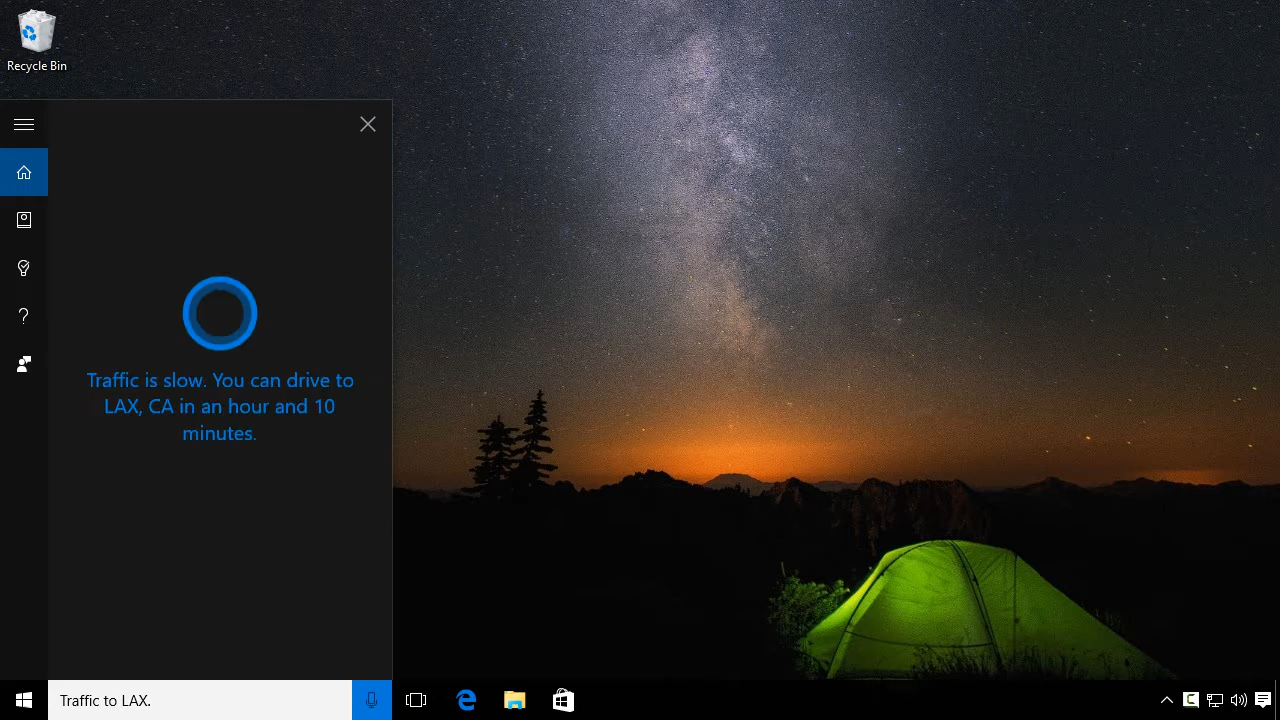 Recycle Bin
Traffic is slow. You can drive to
LAX, CA in an hour and 10
minutes.
Traffic to LAX.